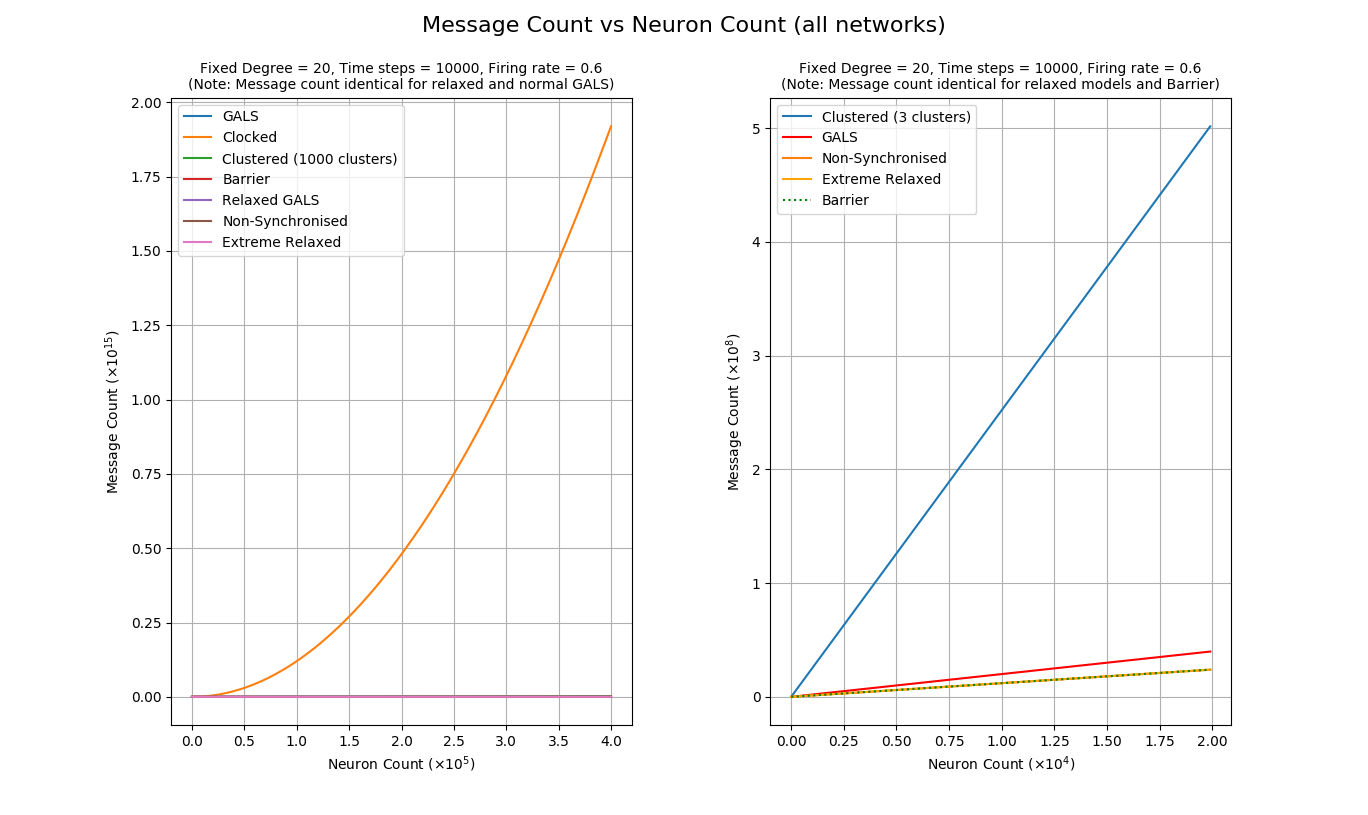 Message Count vs Neuron Count (all networks)
Fixed Degree = 20, Time steps = 10000, Firing rate = 0.6
(Note: Message count identical for relaxed and normal GALS)
2.00
1.75
1.50
1.25
1.00
0.75
0.50
0.25
0.00
Message Count (×10¹⁵)
GALS
Clocked
Clustered (1000 clusters)
Barrier
Relaxed GALS
Non-Synchronised
Extreme Relaxed
0.0 0.5 1.0 1.5 2.0 2.5 3.0 3.5 4.0
Neuron Count (×10⁵)
Fixed Degree = 20, Time steps = 10000, Firing rate = 0.6
(Note: Message count identical for relaxed models and Barrier)
5
4
3
2
1
0
Message Count (×10⁸)
Clustered (3 clusters)
GALS
Non-Synchronised
Extreme Relaxed
Barrier
0.00 0.25 0.50 0.75 1.00 1.25 1.50 1.75 2.00
Neuron Count (×10⁴)